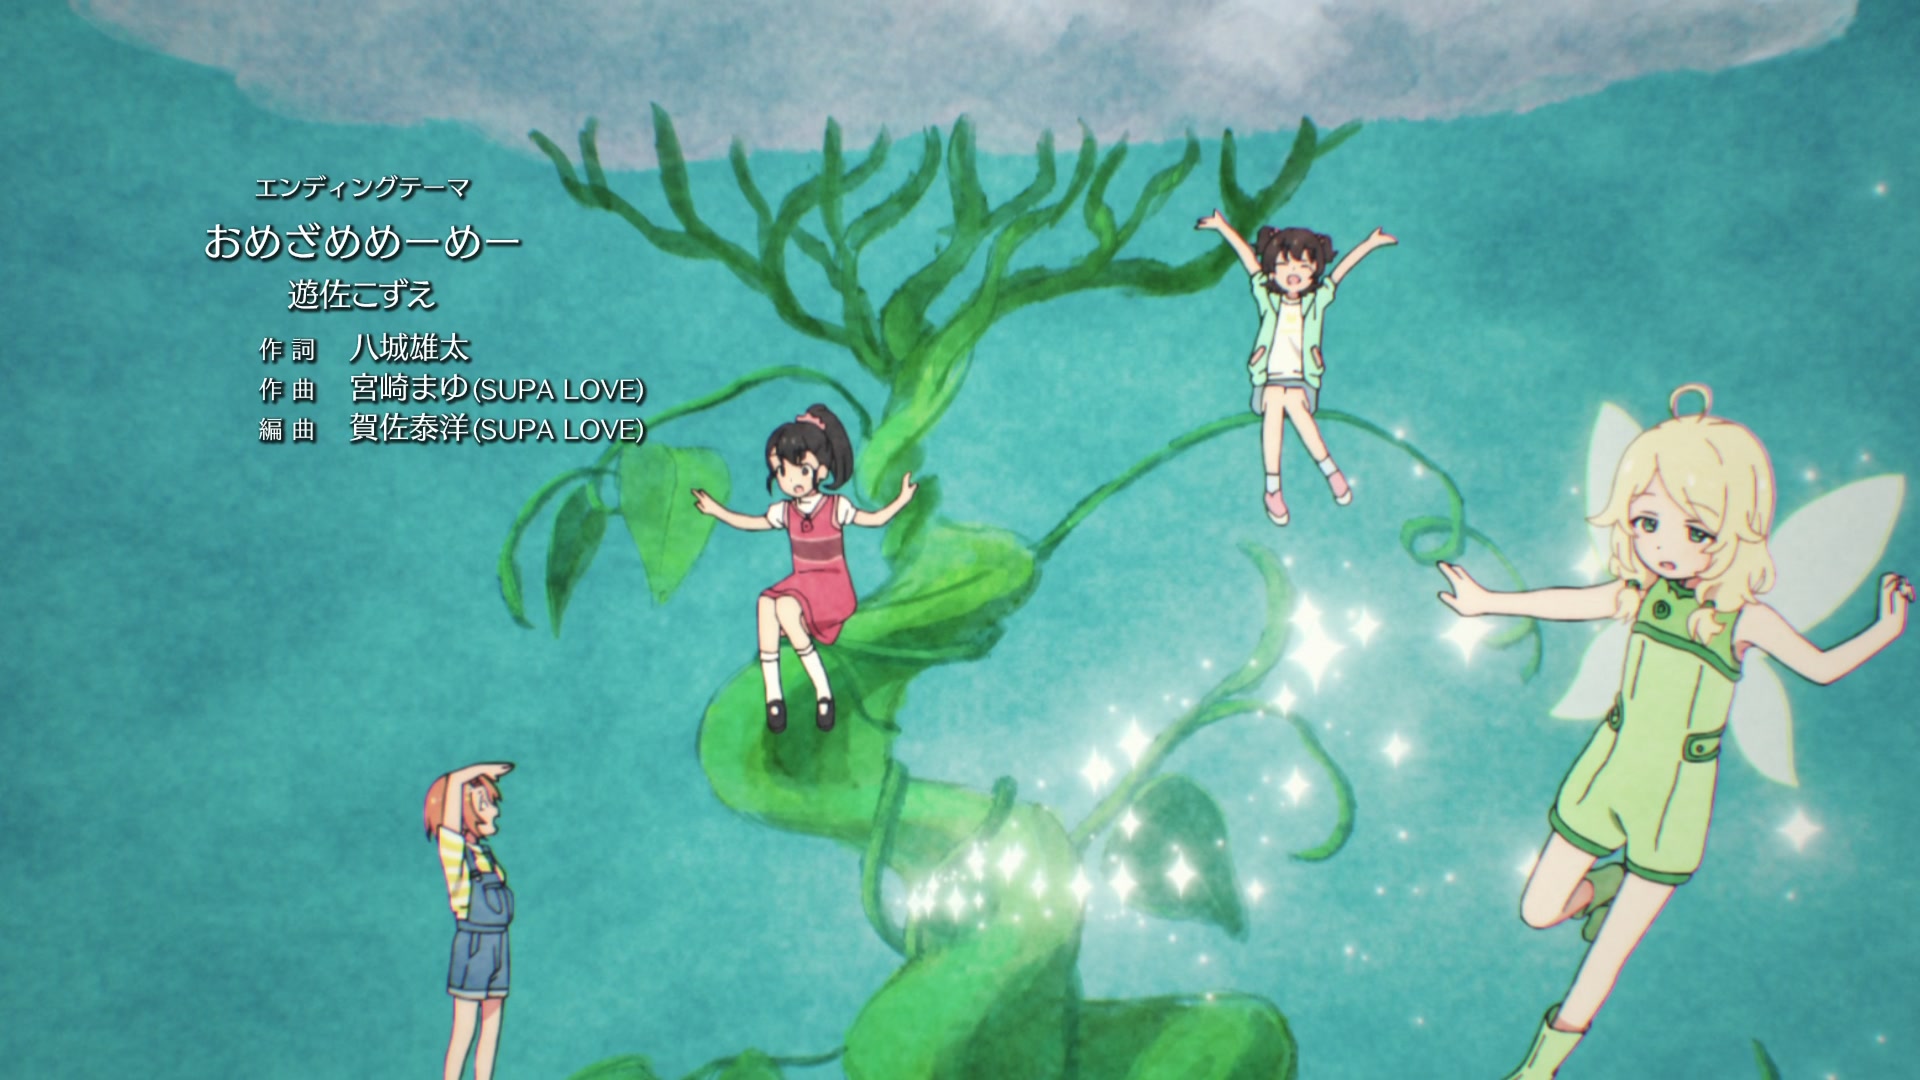 エンディングテーマ
おめざめめーめー
遊佐こずえ
作詞 八城雄太
作曲 宮崎まゆ(SUPA LOVE)
編曲 賀佐泰洋(SUPA LOVE)